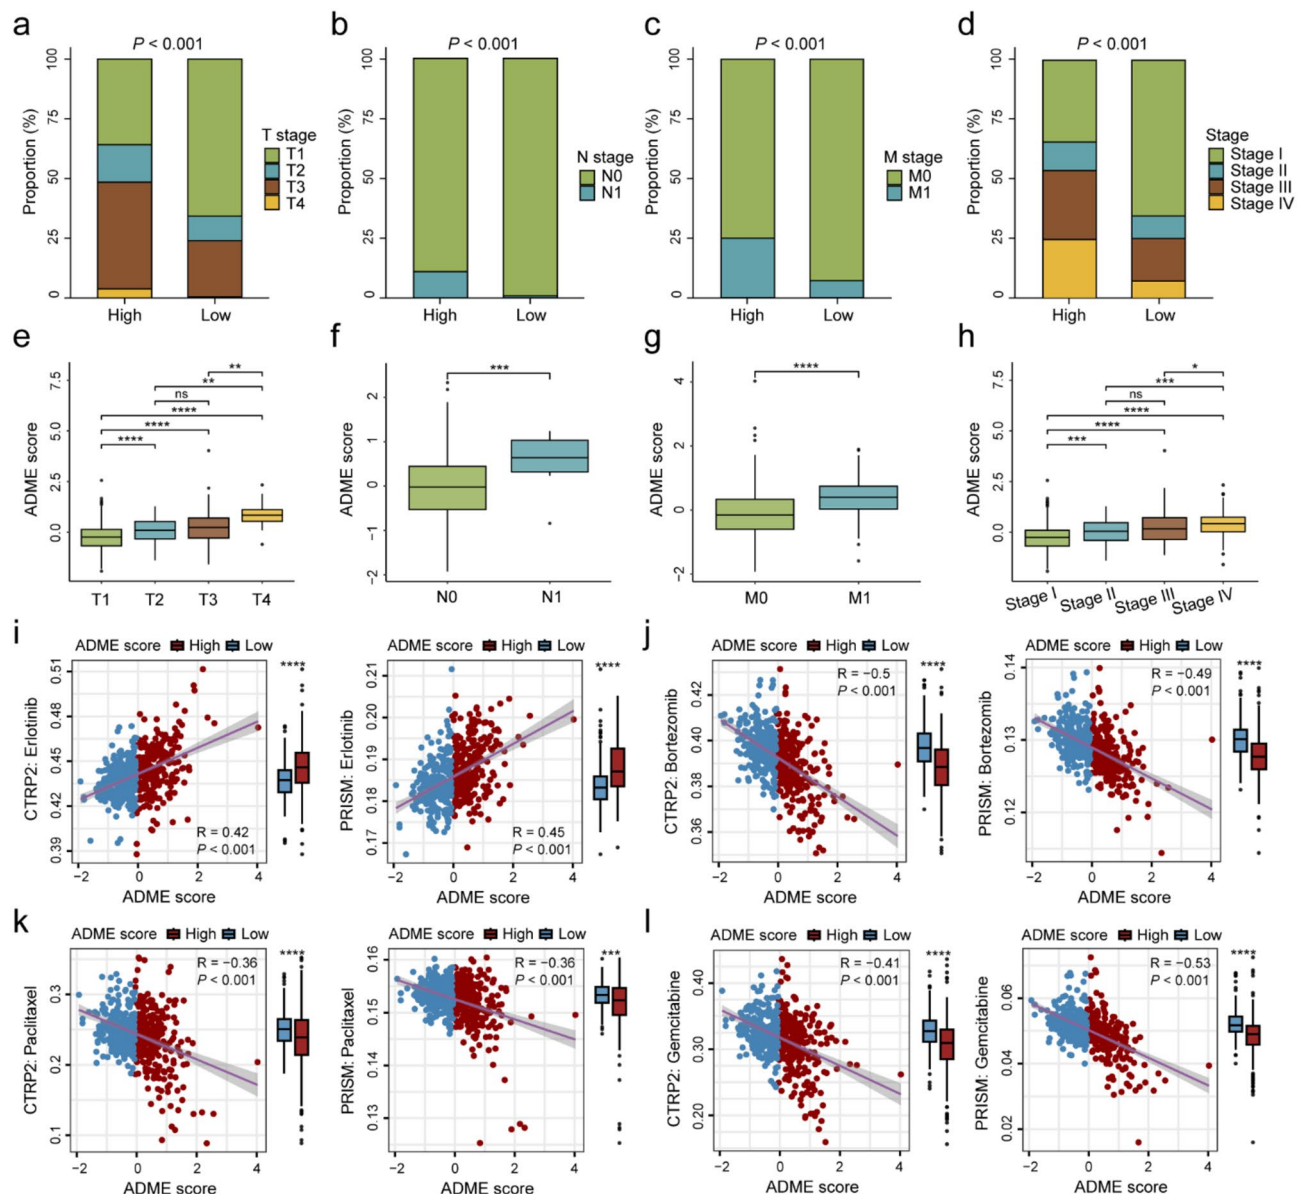 a
P < 0.001
Proportion (%)
100
75
50
25
0
High
Low
T stage
T1
T2
T3
T4
b
P < 0.001
Proportion (%)
100
75
50
25
0
High
Low
N stage
N0
N1
c
P < 0.001
Proportion (%)
100
75
50
25
0
High
Low
M stage
M0
M1
d
P < 0.001
Proportion (%)
100
75
50
25
0
High
Low
Stage
Stage I
Stage II
Stage III
Stage IV
e
ADME score
7.5
5.0
2.5
0.0
**
**
ns
****
****
****
T1
T2
T3
T4
f
ADME score
2
1
0
−1
−2
***
N0
N1
g
ADME score
4
2
0
−2
****
M0
M1
h
ADME score
7.5
5.0
2.5
0.0
*
***
ns
****
****
***
Stage I
Stage II
Stage III
Stage IV
i
ADME score High Low
CTRP2: Erlotinib
0.51
0.48
0.45
0.42
0.39
R = 0.42
P < 0.001
****
−2 0 2 4
ADME score
ADME score High Low
PRISM: Erlotinib
0.21
0.20
0.19
0.18
0.17
R = 0.45
P < 0.001
****
−2 0 2 4
ADME score
j
ADME score High Low
CTRP2: Bortezomib
0.42
0.40
0.38
0.36
R = −0.5
P < 0.001
****
−2 0 2 4
ADME score
ADME score High Low
PRISM: Bortezomib
0.14
0.13
0.12
R = −0.49
P < 0.001
****
−2 0 2 4
ADME score
k
ADME score High Low
CTRP2: Paclitaxel
0.3
0.2
0.1
R = −0.36
P < 0.001
****
−2 0 2 4
ADME score
ADME score High Low
PRISM: Paclitaxel
0.16
0.15
0.14
0.13
R = −0.36
P < 0.001
***
−2 0 2 4
ADME score
l
ADME score High Low
CTRP2: Gemcitabine
0.40
0.30
0.20
R = −0.41
P < 0.001
****
−2 0 2 4
ADME score
ADME score High Low
PRISM: Gemcitabine
0.06
0.04
0.02
R = −0.53
P < 0.001
****
−2 0 2 4
ADME score